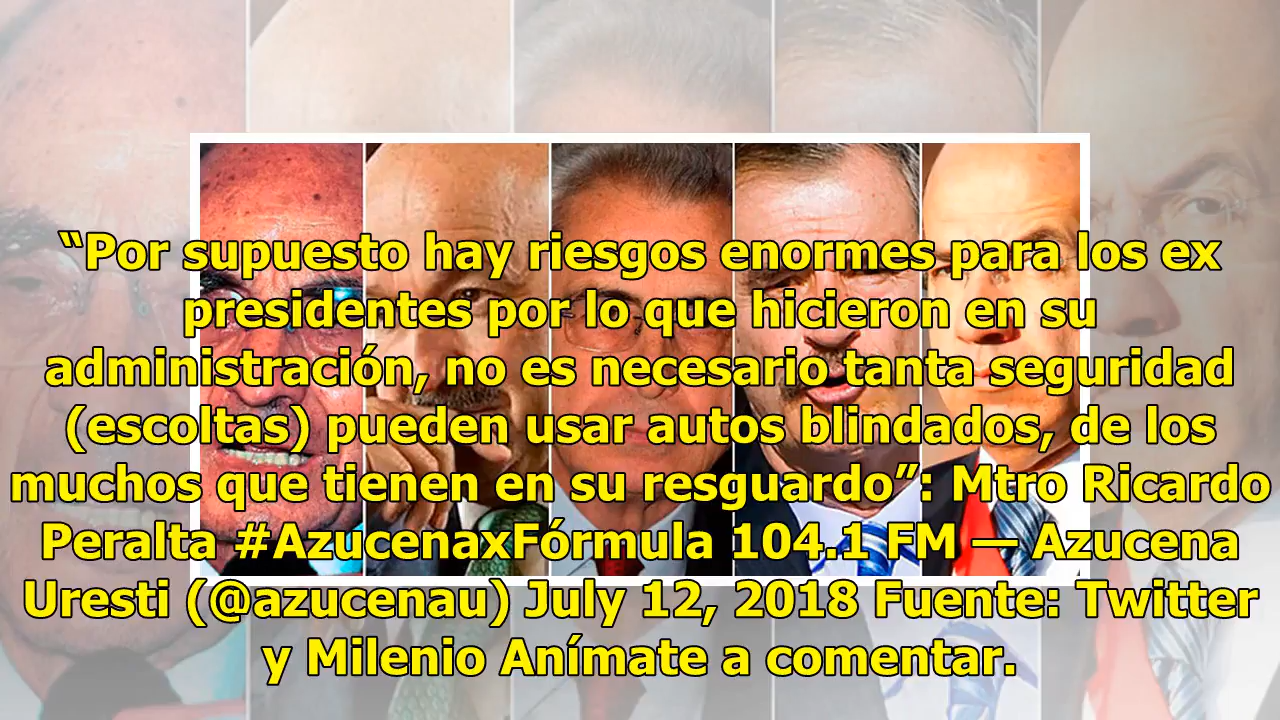 “Por supuesto hay riesgos enormes para los ex
presidentes por lo que hicieron en su
administración, no es necesario tanta seguridad
(escoltas) pueden usar autos blindados, de los
muchos que tienen en su resguardo”: Mtro Ricardo
Peralta #AzucenaxFórmula 104.1 FM — Azucena
Uresti (@azucenau) July 12, 2018 Fuente: Twitter
y Milenio Anímate a comentar.